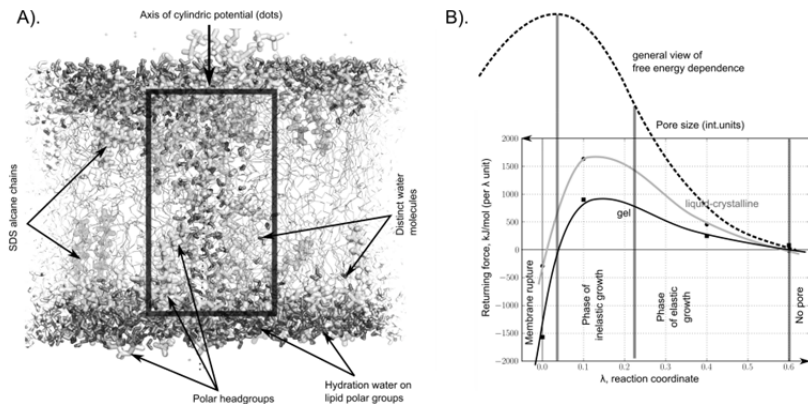 A).
Axis of cylindric potential (dots)
SDS alcane chains
Distinct water
molecules
Polar headgroups
Hydration water on
lipid polar groups
B).
general view of
free energy dependence
Pore size (int.units)
Returning force, kJ/mol (per λ unit)
2000
1500
1000
500
0
−500
−1000
−1500
−2000
liquid-crystalline
gel
Membrane rupture
Phase of
inelastic growth
Phase
of elastic
growth
No pore
0.0 0.1 0.2 0.3 0.4 0.5 0.6
λ, reaction coordinate